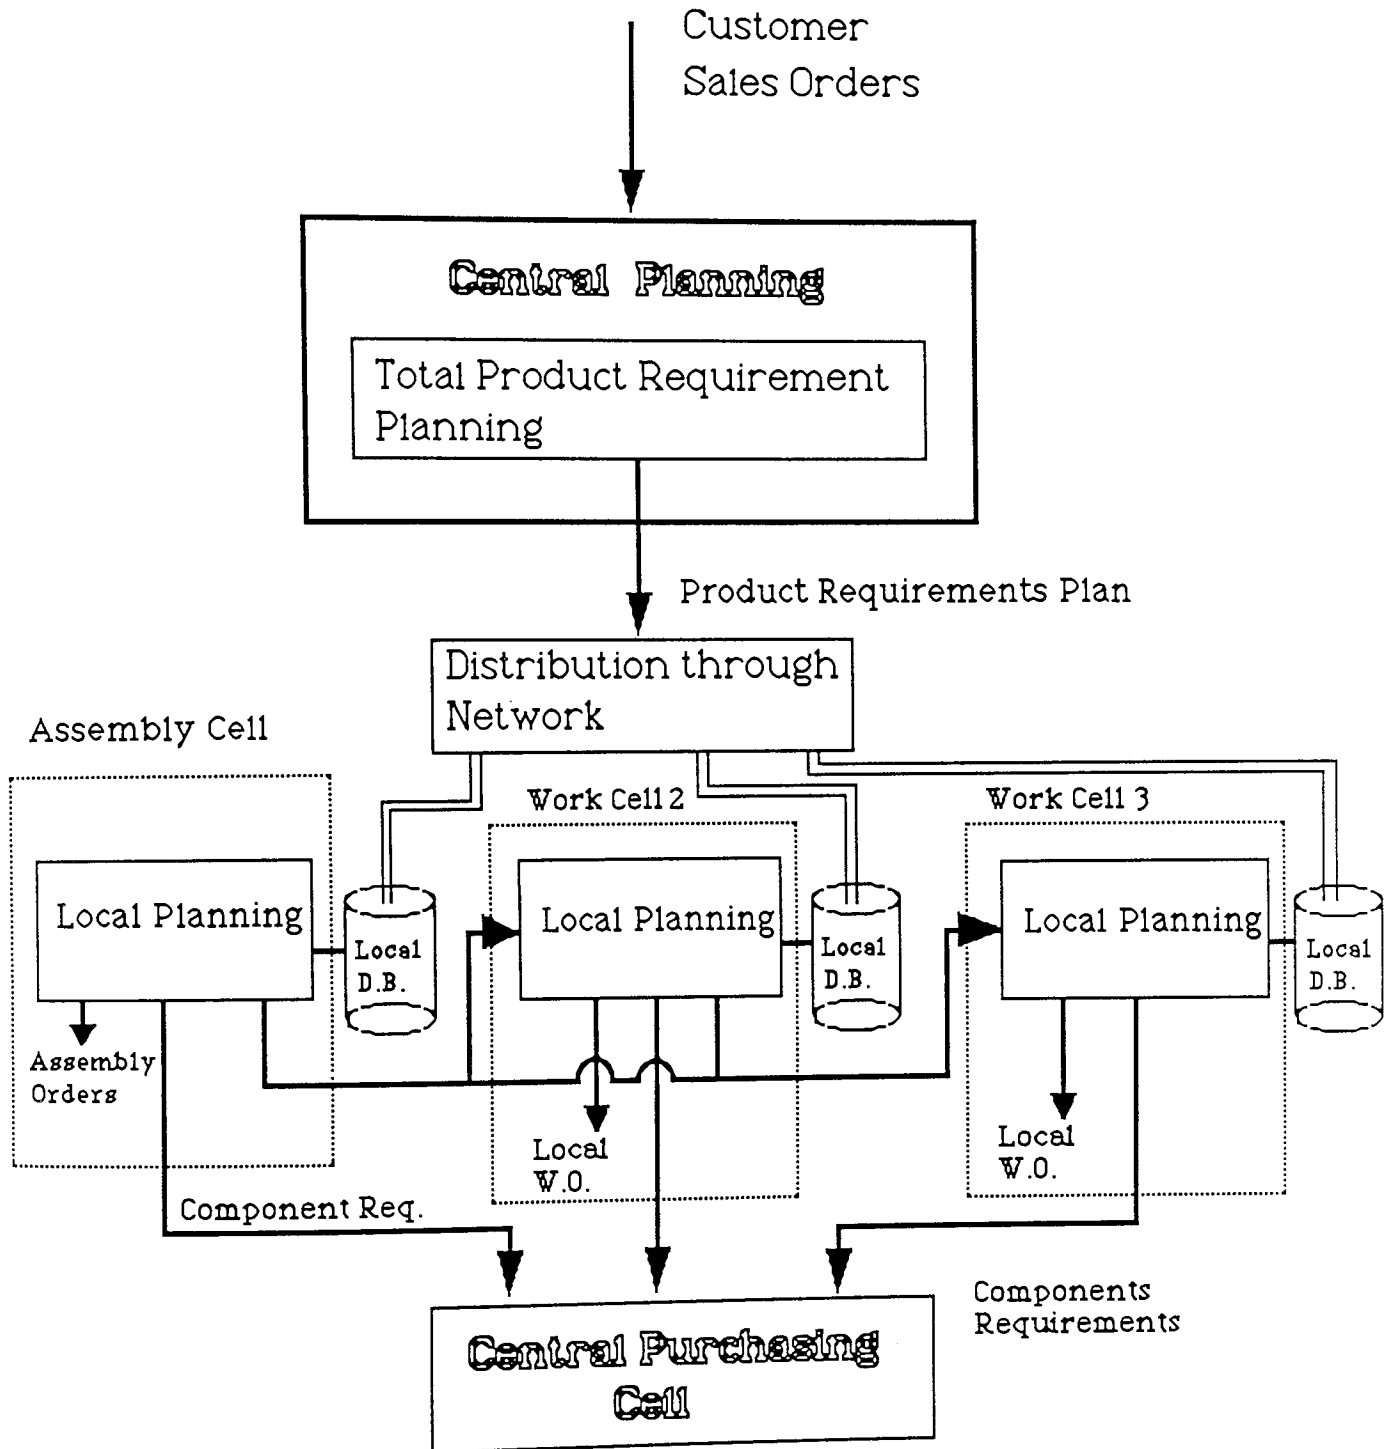 Customer
Sales Orders
Central Planning
Total Product Requirement
Planning
Product Requirements Plan
Distribution through
Network
Assembly Cell
Work Cell 2
Work Cell 3
Local Planning
Local
D.B.
Local Planning
Local
D.B.
Local Planning
Local
D.B.
Assembly
Orders
Local
W.O.
Local
W.O.
Component Req.
Components
Requirements
Central Purchasing
Cell